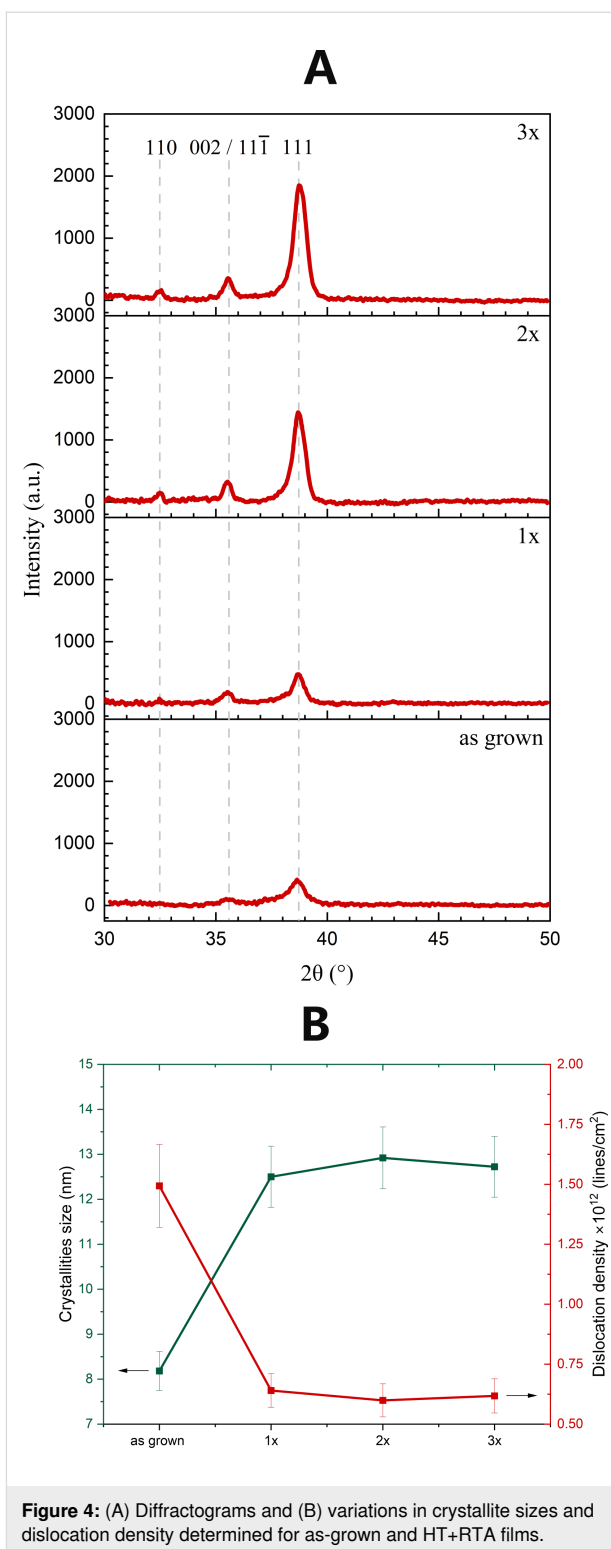 A
3000
110 002 / 111̅ 111
3x
2000
1000
0
3000
2x
2000
1000
0
3000
1x
2000
1000
0
3000
as grown
2000
1000
0
Intensity (a.u.)
30 35 40 45 50
2θ (°)
B
15 2.00
14
13 1.75
12 1.50
11 1.25
10 1.00
9
8 0.75
7 0.50
Crystallities size (nm)
Dislocation density ×10¹² (lines/cm²)
as grown 1x 2x 3x
Figure 4: (A) Diffractograms and (B) variations in crystallite sizes and
dislocation density determined for as-grown and HT+RTA films.